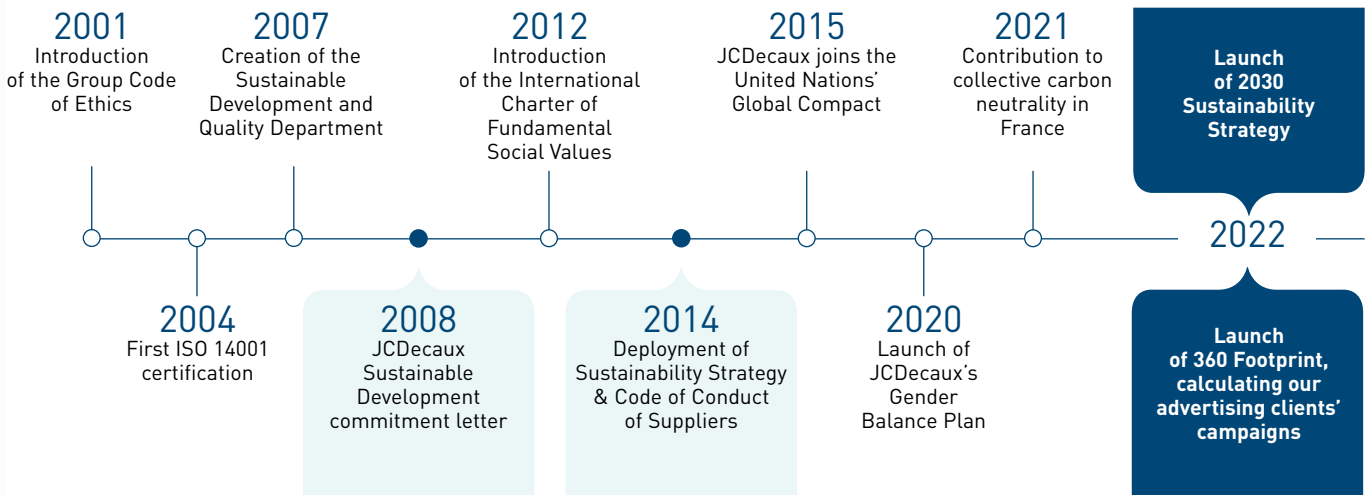 2001
Introduction
of the Group Code
of Ethics
2004
First ISO 14001
certification
2007
Creation of the
Sustainable
Development and
Quality Department
2008
JCDecaux
Sustainable
Development
commitment letter
2012
Introduction
of the International
Charter of
Fundamental
Social Values
2014
Deployment of
Sustainability Strategy
& Code of Conduct
of Suppliers
2015
JCDecaux joins the
United Nations’
Global Compact
2020
Launch of
JCDecaux’s
Gender
Balance Plan
2021
Contribution to
collective carbon
neutrality in
France
Launch
of 2030
Sustainability
Strategy
2022
Launch
of 360 Footprint,
calculating our
advertising clients’
campaigns